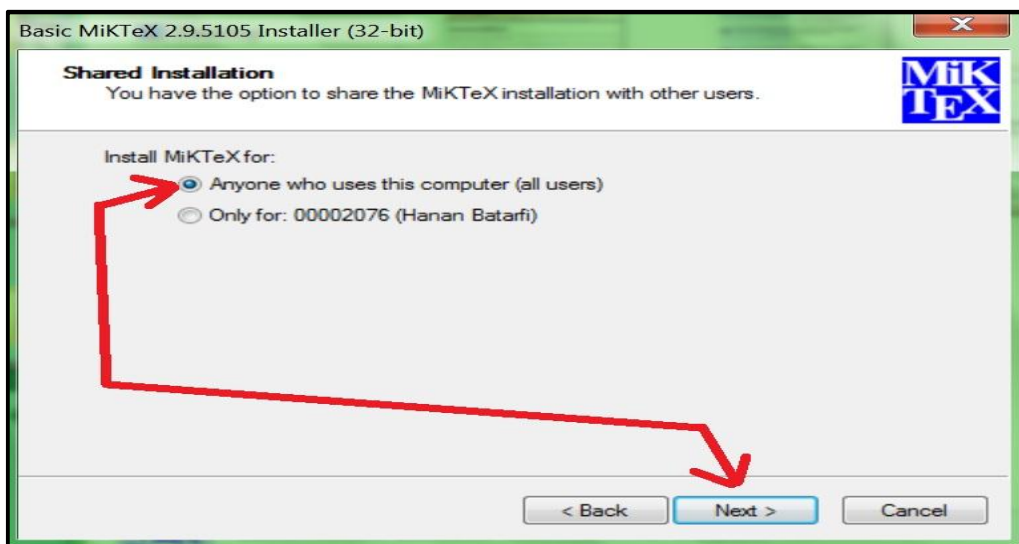 Basic MiKTeX 2.9.5105 Installer (32-bit)
Shared Installation
You have the option to share the MiKTeX installation with other users.
MiK
TEX
Install MiKTeX for:
Anyone who uses this computer (all users)
Only for: 00002076 (Hanan Batarfi)
< Back Next > Cancel